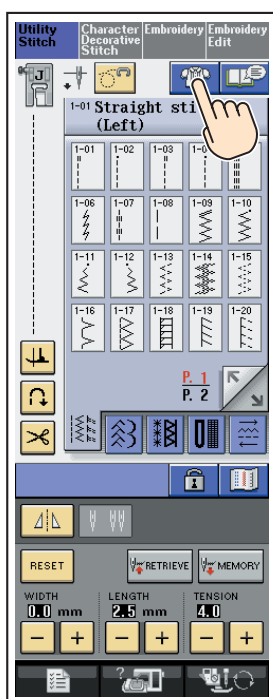 Utility Stitch
Character Decorative Stitch
Embroidery
Embroidery Edit
J
1-01 Straight sti
(Left)
1-01 1-02 1-03 1-0
1-06 1-07 1-08 1-09 1-10
1-11 1-12 1-13 1-14 1-15
1-16 1-17 1-18 1-19 1-20
P. 1
P. 2
RESET
RETRIEVE
MEMORY
WIDTH LENGTH TENSION
0.0 mm 2.5 mm 4.0
− + − + − +
?